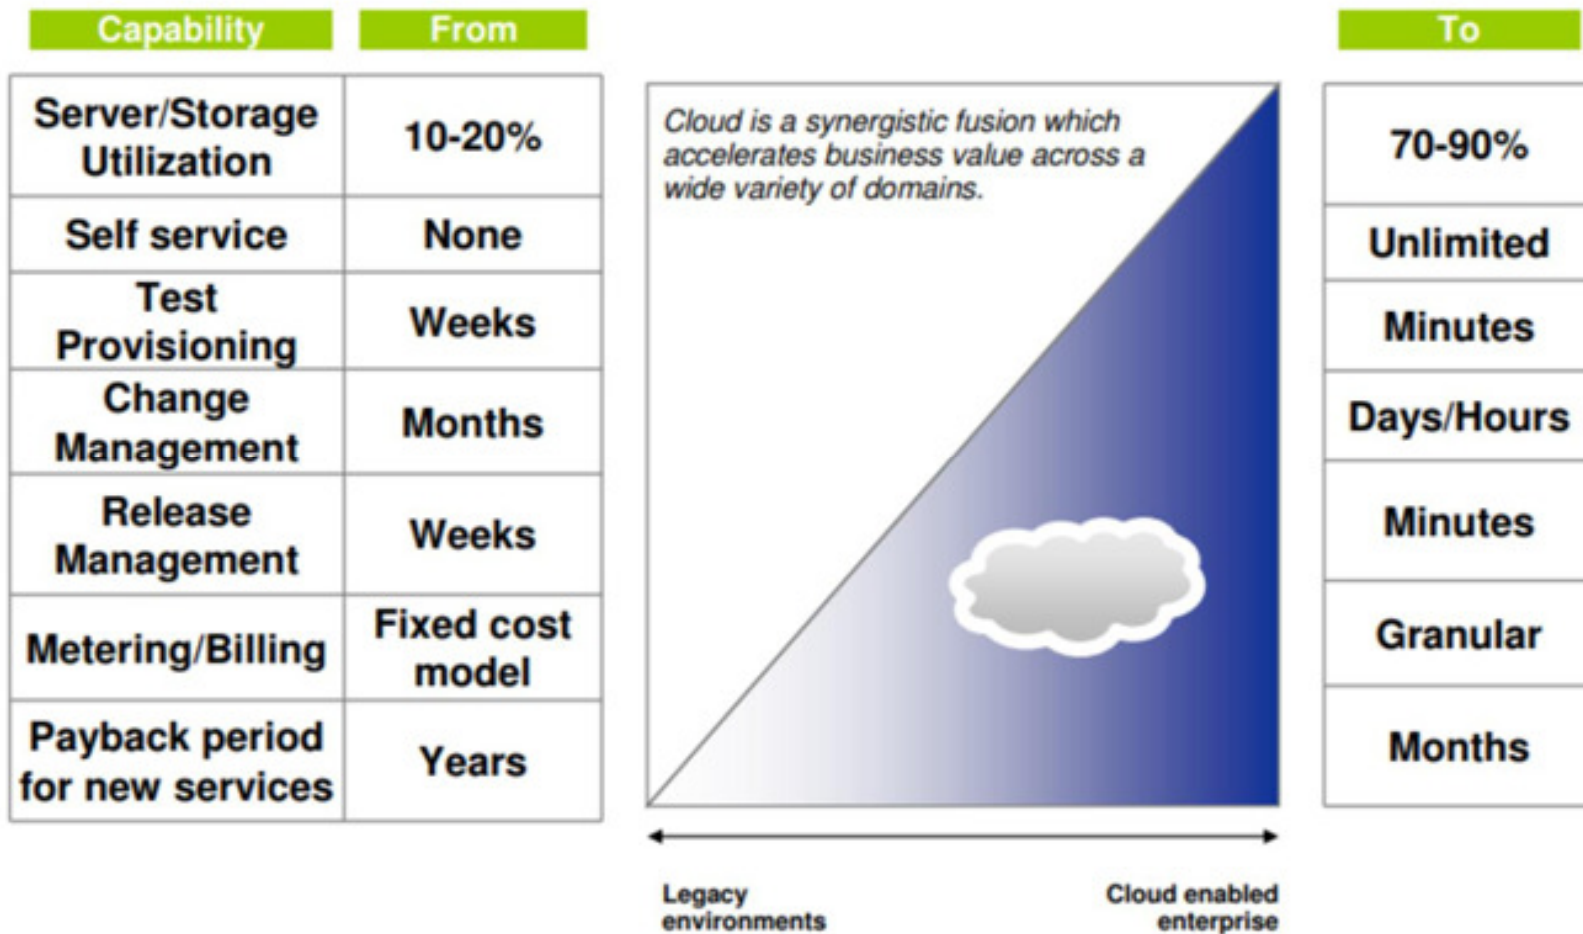 Capability
From
To
Server/Storage
Utilization
10-20%
Cloud is a synergistic fusion which
accelerates business value across a
wide variety of domains.
70-90%
Self service
None
Unlimited
Test
Provisioning
Weeks
Minutes
Change
Management
Months
Days/Hours
Release
Management
Weeks
Minutes
Metering/Billing
Fixed cost
model
Granular
Payback period
for new services
Years
Months
Legacy
environments
Cloud enabled
enterprise